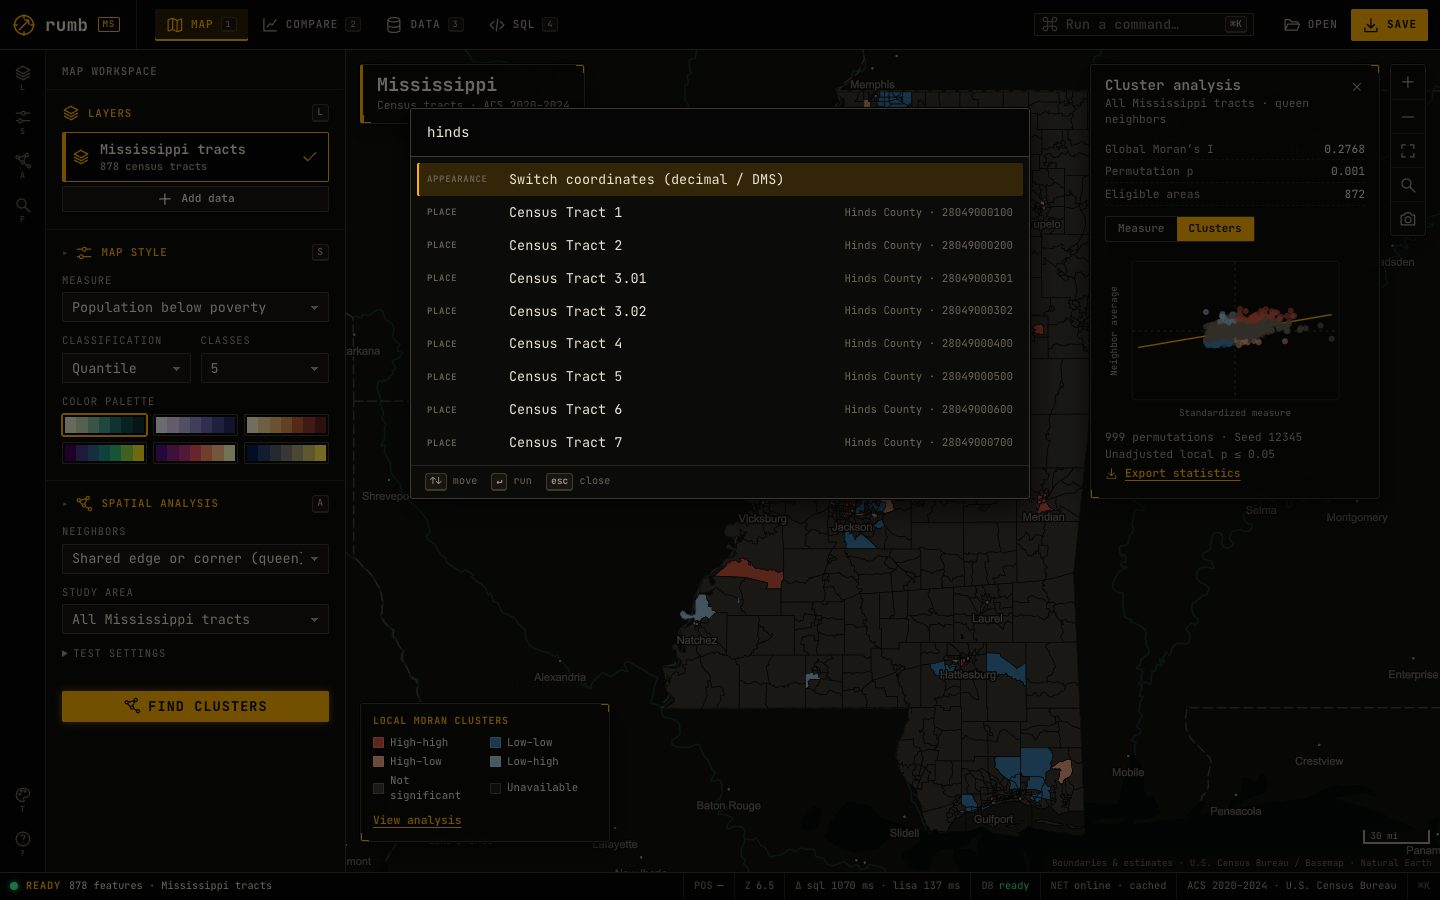 rumb MS
MAP 1
COMPARE 2
DATA 3
SQL 4
Run a command… ⌘K
OPEN
SAVE
L
S
A
F
T
?
MAP WORKSPACE
LAYERS L
Mississippi tracts
878 census tracts
Add data
MAP STYLE S
MEASURE
Population below poverty
CLASSIFICATION CLASSES
Quantile 5
COLOR PALETTE
SPATIAL ANALYSIS A
NEIGHBORS
Shared edge or corner (queen)
STUDY AREA
All Mississippi tracts
TEST SETTINGS
FIND CLUSTERS
Mississippi
Census tracts · ACS 2020–2024
hinds
APPEARANCE Switch coordinates (decimal / DMS)
PLACE Census Tract 1 Hinds County · 28049000100
PLACE Census Tract 2 Hinds County · 28049000200
PLACE Census Tract 3.01 Hinds County · 28049000301
PLACE Census Tract 3.02 Hinds County · 28049000302
PLACE Census Tract 4 Hinds County · 28049000400
PLACE Census Tract 5 Hinds County · 28049000500
PLACE Census Tract 6 Hinds County · 28049000600
PLACE Census Tract 7 Hinds County · 28049000700
↑↓ move ↵ run esc close
Cluster analysis
All Mississippi tracts · queen
neighbors
Global Moran’s I 0.2768
Permutation p 0.001
Eligible areas 872
Measure Clusters
Neighbor average
Standardized measure
999 permutations · Seed 12345
Unadjusted local p ≤ 0.05
Export statistics
Memphis
upelo
adsden
arkana
Shrevepo
Vicksburg
Jackson
Meridian
Selma
Montgomery
Natchez
Laurel
Alexandria
Hattiesburg
Enterprise
Crestview
Mobile
Pensacola
Baton Rouge
Gulfport
Slidell
Lafayette
mont
Panam
LOCAL MORAN CLUSTERS
High-high Low-low
High-low Low-high
Not
significant
Unavailable
View analysis
30 mi
Boundaries & estimates · U.S. Census Bureau / Basemap · Natural Earth
READY 878 features · Mississippi tracts
POS —
Z 6.5
Δ sql 1070 ms · lisa 137 ms
DB ready
NET online · cached
ACS 2020–2024 · U.S. Census Bureau
⌘K